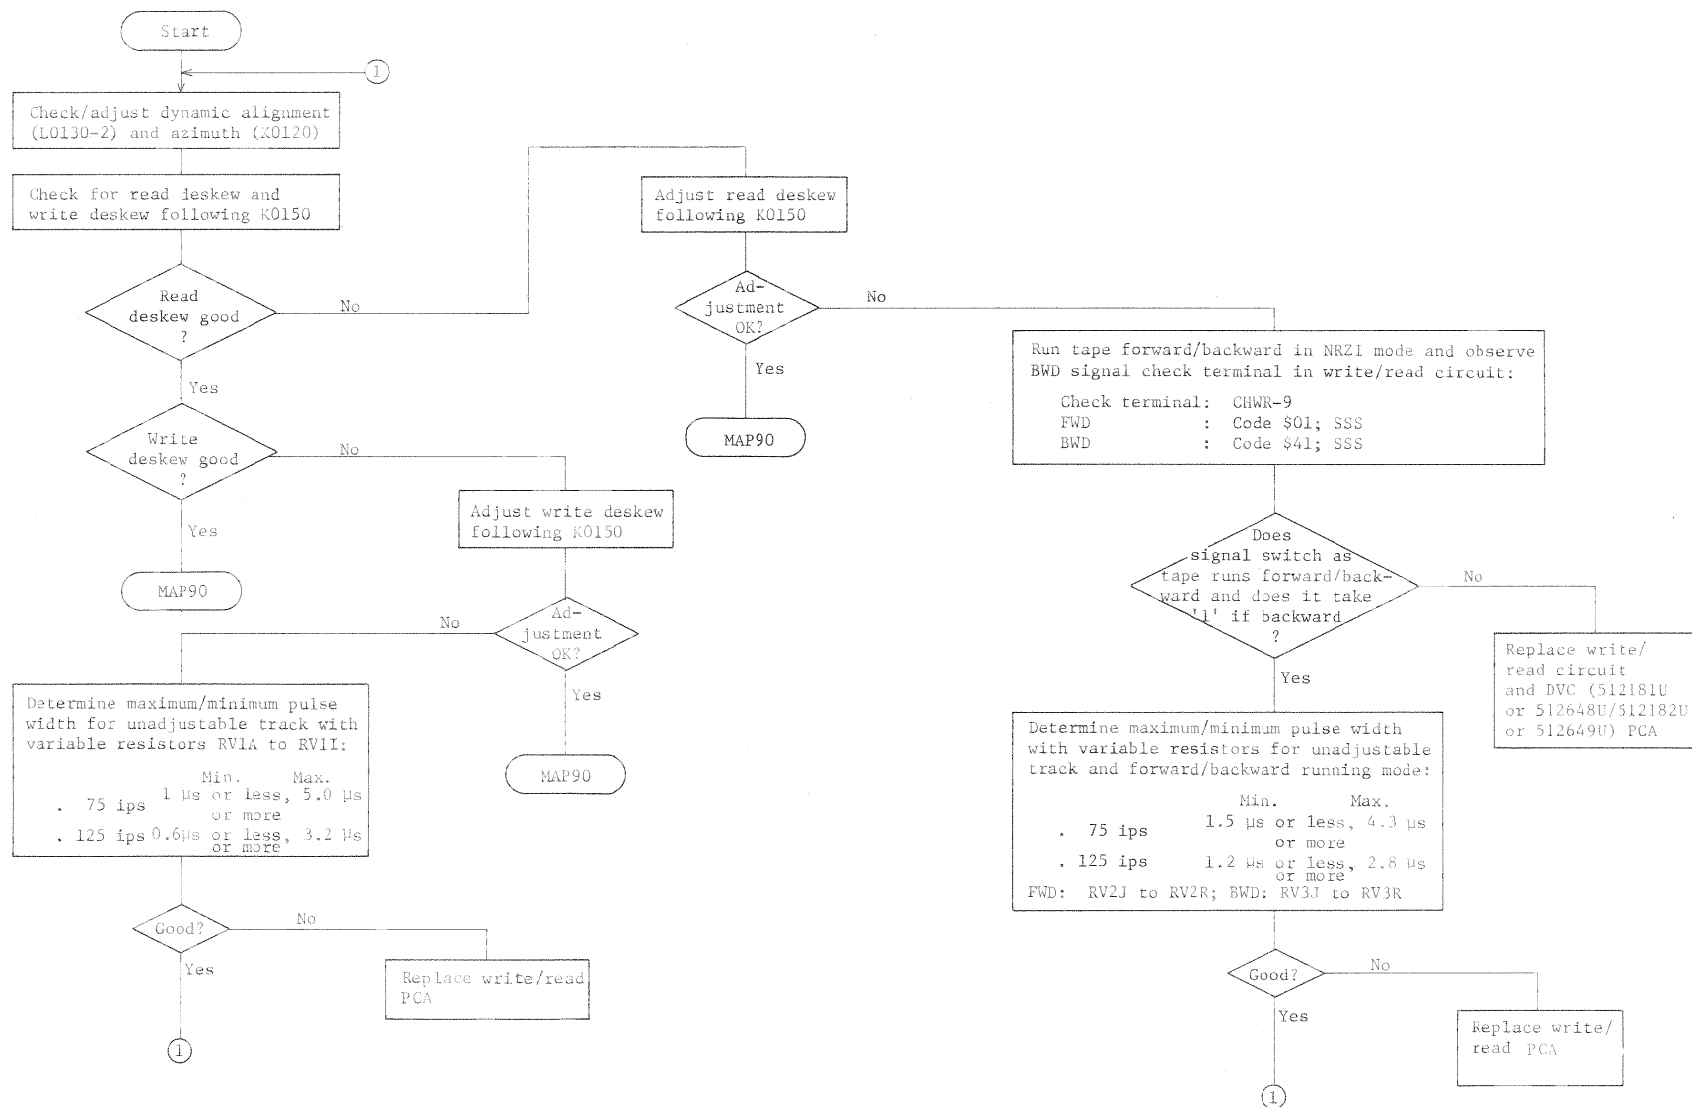 Start
1
Check/adjust dynamic alignment
(L0130-2) and azimuth (K0120)
Check for read deskew and
write deskew following K0150
Read
deskew good
?
No
Yes
Write
deskew good
?
No
Yes
MAP90
Adjust write deskew
following K0150
Ad-
justment
OK?
No
Yes
MAP90
Determine maximum/minimum pulse
width for unadjustable track with
variable resistors RV1A to RV1I:
Min. Max.
. 75 ips 1 µs or less, 5.0 µs
or more
. 125 ips 0.6µs or less, 3.2 µs
or more
Good?
No
Yes
Replace write/read
PCA
1
Adjust read deskew
following K0150
Ad-
justment
OK?
No
Yes
MAP90
Run tape forward/backward in NRZI mode and observe
BWD signal check terminal in write/read circuit:
Check terminal: CHWR-9
FWD : Code $01; SSS
BWD : Code $41; SSS
Does
signal switch as
tape runs forward/back-
ward and does it take
'1' if backward
?
No
Yes
Replace write/
read circuit
and DVC (512181U
or 512648U/512182U
or 512649U) PCA
Determine maximum/minimum pulse width
with variable resistors for unadjustable
track and forward/backward running mode:
Min. Max.
. 75 ips 1.5 µs or less, 4.3 µs
or more
. 125 ips 1.2 µs or less, 2.8 µs
or more
FWD: RV2J to RV2R; BWD: RV3J to RV3R
Good?
No
Yes
Replace write/
read PCA
1